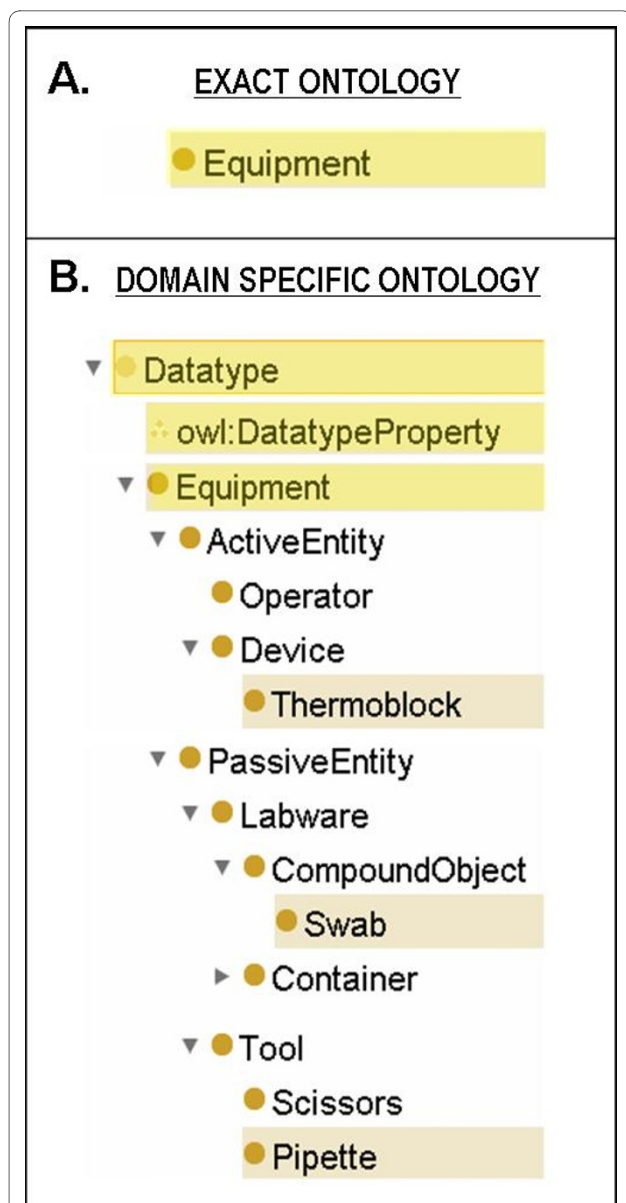 A. EXACT ONTOLOGY
Equipment
B. DOMAIN SPECIFIC ONTOLOGY
Datatype
owl:DatatypeProperty
Equipment
ActiveEntity
Operator
Device
Thermoblock
PassiveEntity
Labware
CompoundObject
Swab
Container
Tool
Scissors
Pipette